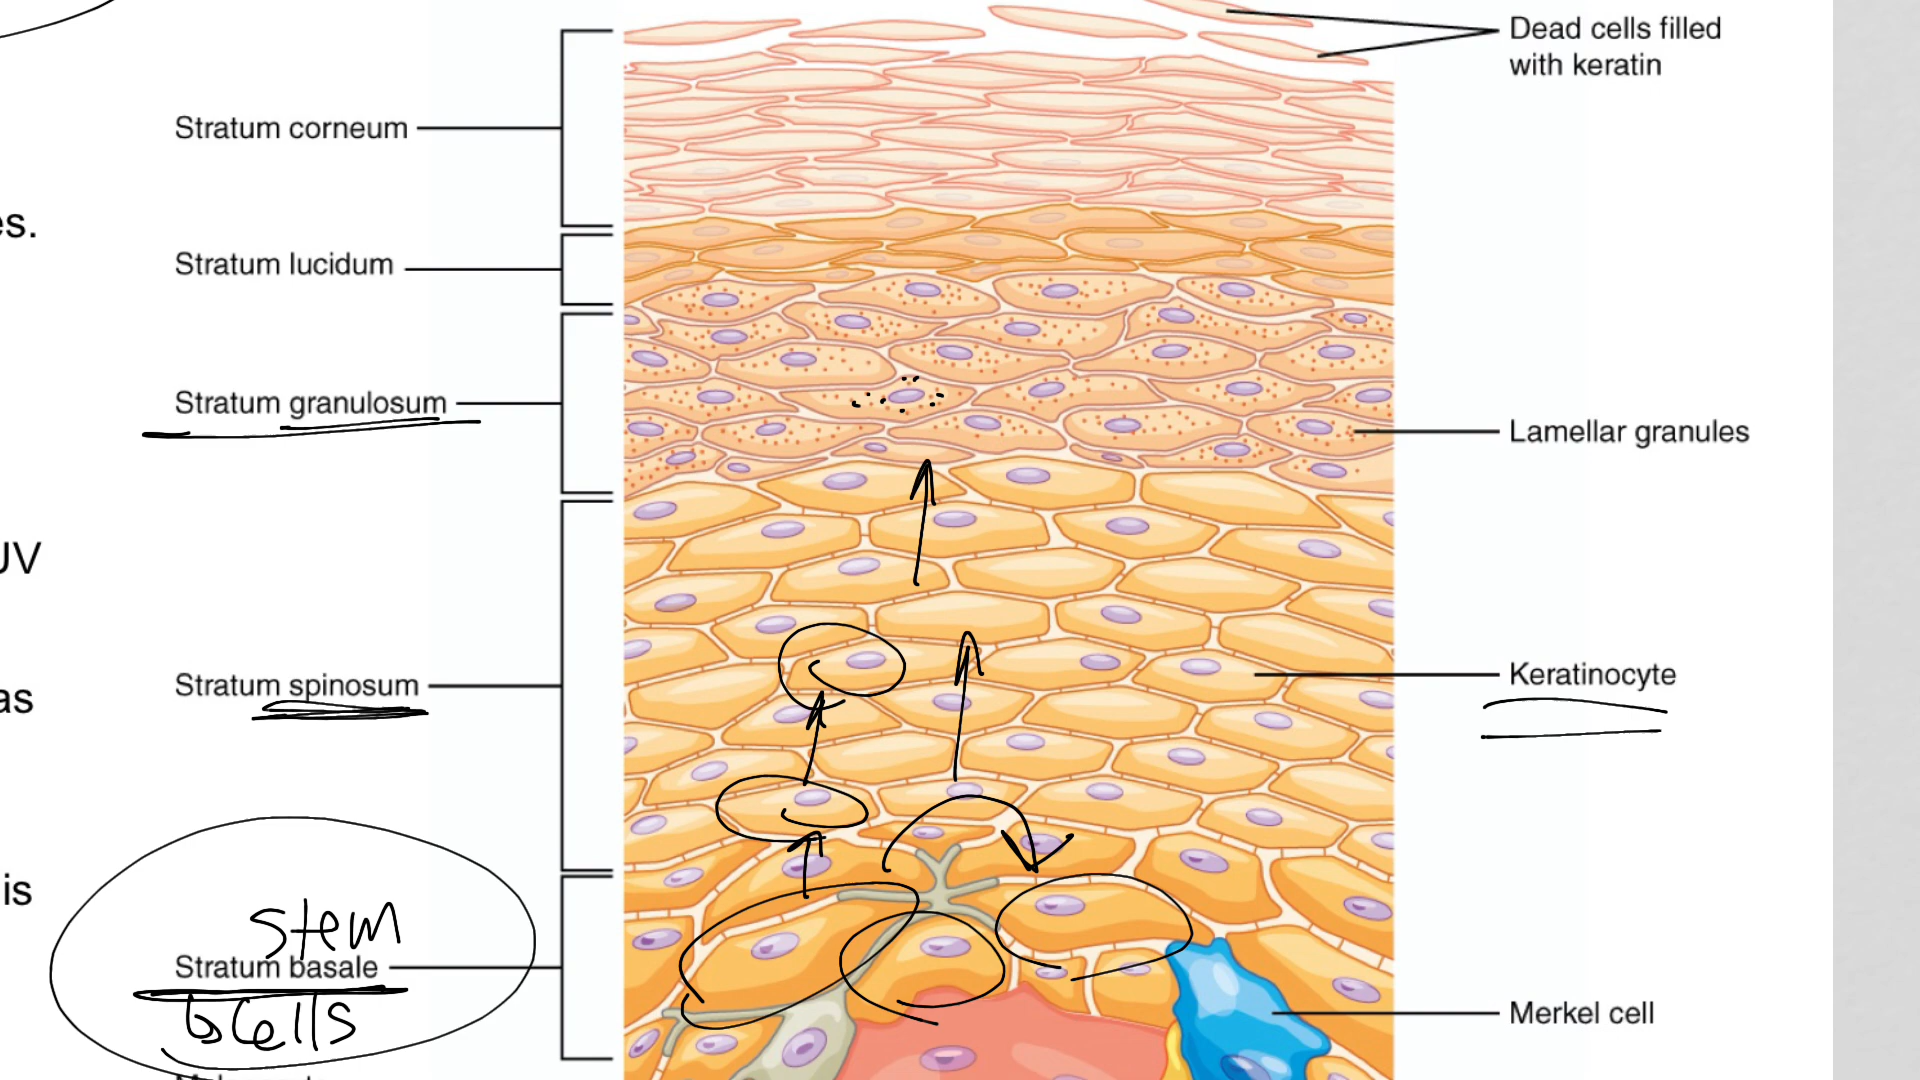 Dead cells filled
with keratin
Stratum corneum
es.
Stratum lucidum
Stratum granulosum
Lamellar granules
UV
Keratinocyte
Stratum spinosum
as
is
stem
Stratum basale
cells
Merkel cell